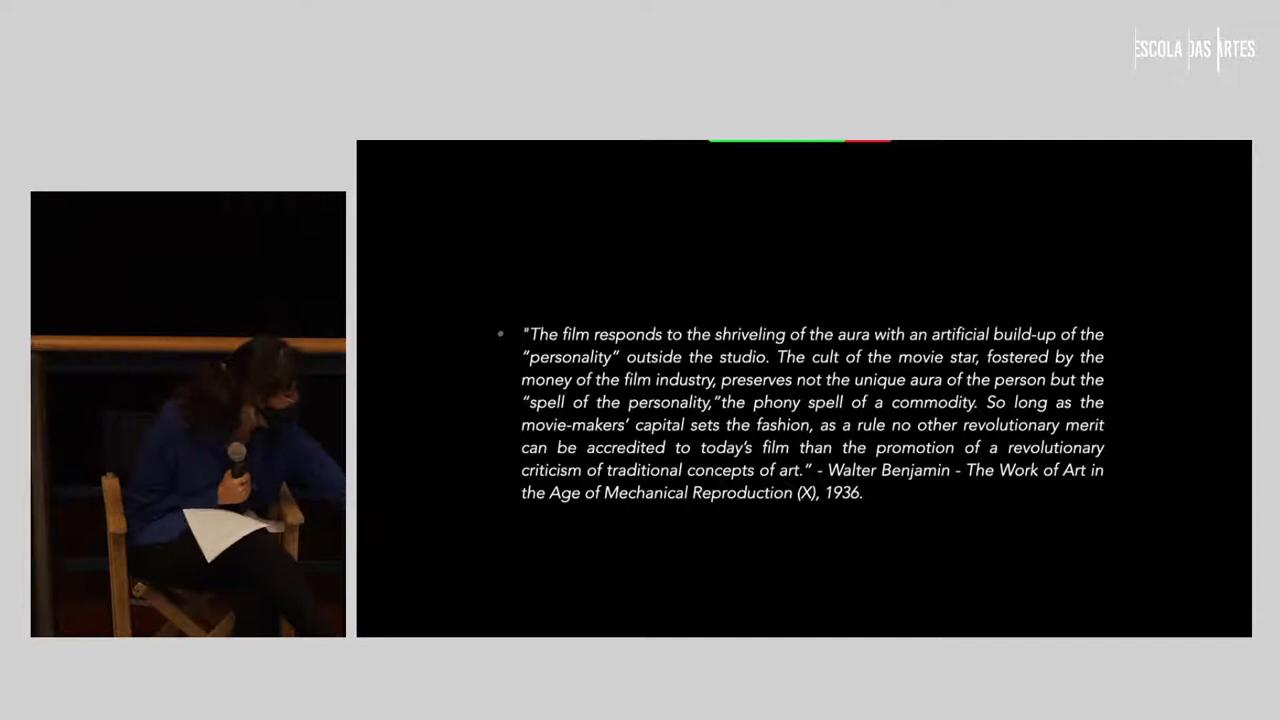 ESCOLA DAS ARTES
• "The film responds to the shriveling of the aura with an artificial build-up of the
“personality” outside the studio. The cult of the movie star, fostered by the
money of the film industry, preserves not the unique aura of the person but the
“spell of the personality,”the phony spell of a commodity. So long as the
movie-makers’ capital sets the fashion, as a rule no other revolutionary merit
can be accredited to today’s film than the promotion of a revolutionary
criticism of traditional concepts of art.” - Walter Benjamin - The Work of Art in
the Age of Mechanical Reproduction (X), 1936.